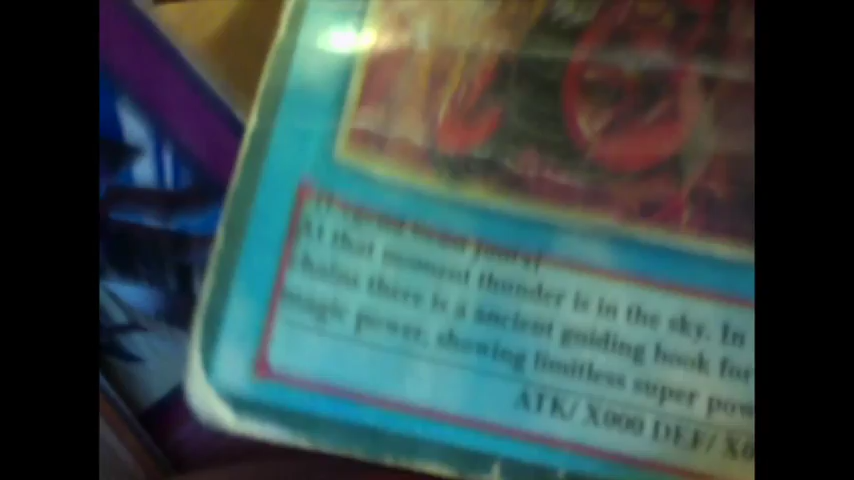 At that moment thunder is in the sky. In
chains there is a ancient guiding book for
magic power, showing limitless super pow
ATK/ X000 DEF/ X0